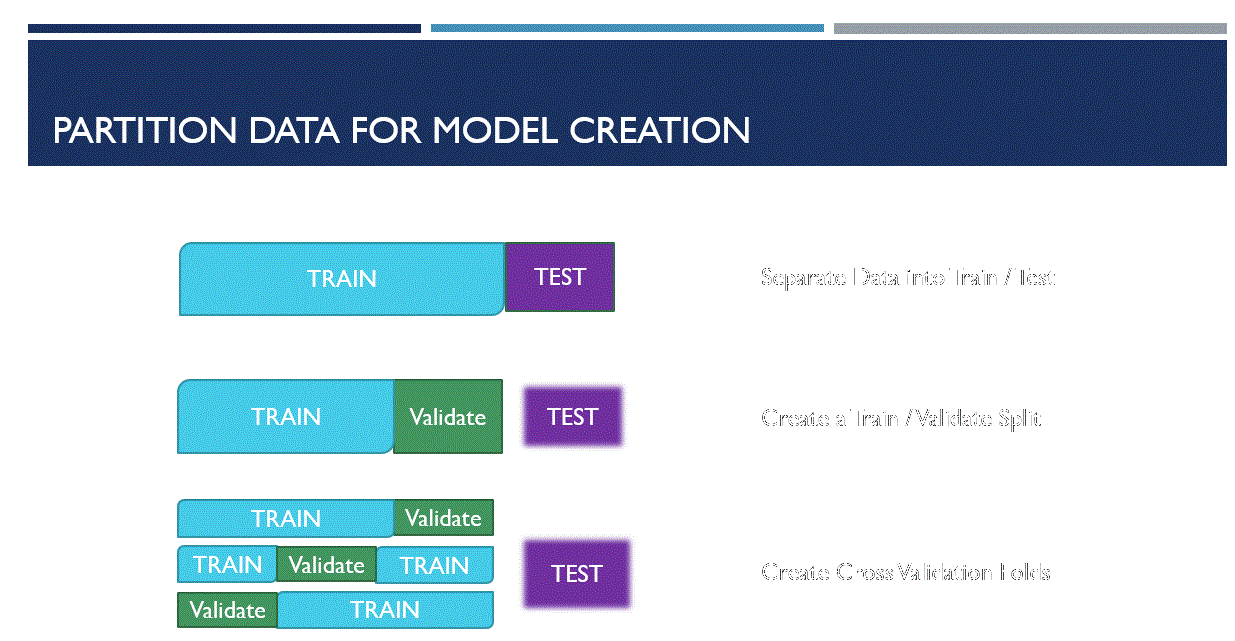 PARTITION DATA FOR MODEL CREATION
TRAIN TEST Separate Data into Train / Test
TRAIN Validate TEST Create a Train / Validate Split
TRAIN Validate
TRAIN Validate TRAIN TEST Create Cross Validation Folds
Validate TRAIN